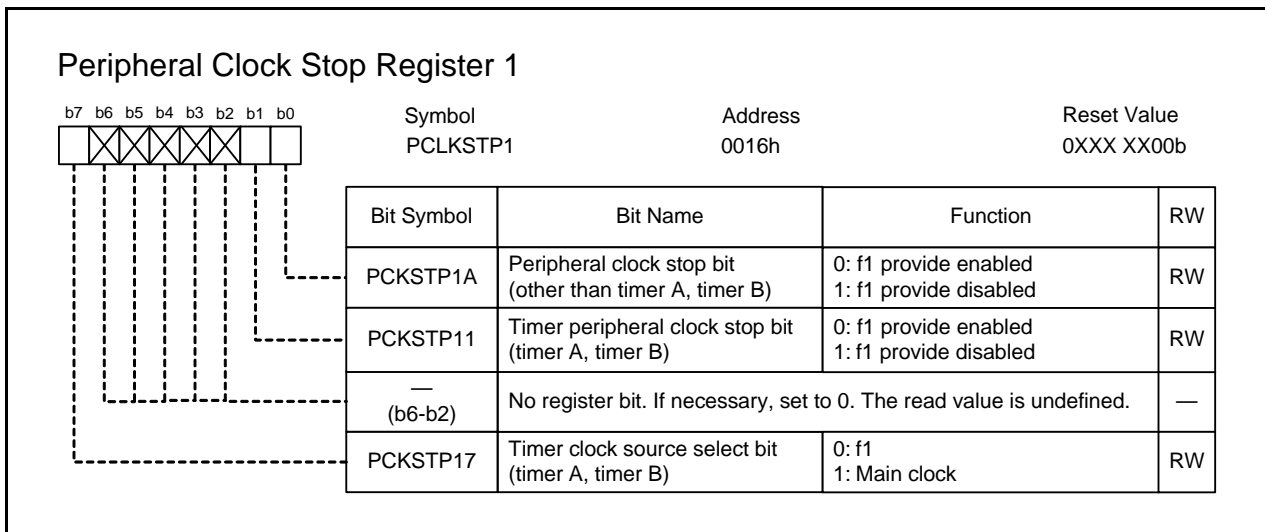 Peripheral Clock Stop Register 1
b7 b6 b5 b4 b3 b2 b1 b0
Symbol Address Reset Value
PCLKSTP1 0016h 0XXX XX00b
Bit Symbol Bit Name Function RW
PCKSTP1A Peripheral clock stop bit 0: f1 provide enabled RW
(other than timer A, timer B) 1: f1 provide disabled
PCKSTP11 Timer peripheral clock stop bit 0: f1 provide enabled RW
(timer A, timer B) 1: f1 provide disabled
— No register bit. If necessary, set to 0. The read value is undefined. —
(b6-b2)
PCKSTP17 Timer clock source select bit 0: f1 RW
(timer A, timer B) 1: Main clock